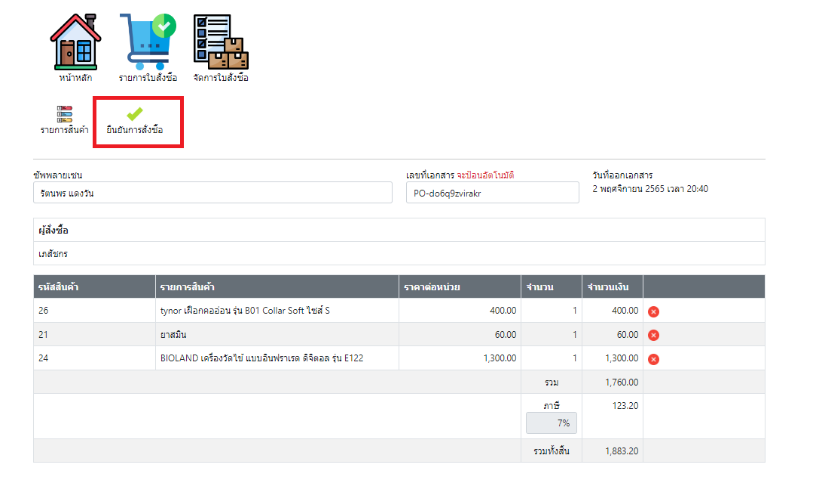 หน้าหลัก รายการใบสั่งซื้อ จัดการใบสั่งซื้อ
รายการสินค้า ยืนยันการสั่งซื้อ
ซัพพลายเชน เลขที่เอกสาร จะป้อนอัตโนมัติ วันที่ออกเอกสาร
รัตนพร แดงวัน PO-do6q9zvirakr 2 พฤศจิกายน 2565 เวลา 20:40
ผู้สั่งซื้อ
เภสัชกร
รหัสสินค้า รายการสินค้า ราคาต่อหน่วย จำนวน จำนวนเงิน
26 tynor เฝือกคออ่อน รุ่น B01 Collar Soft ไซส์ S 400.00 1 400.00
21 ยาสมิน 60.00 1 60.00
24 BIOLAND เครื่องวัดไข้ แบบอินฟราเรด ดิจิตอล รุ่น E122 1,300.00 1 1,300.00
รวม 1,760.00
ภาษี 123.20
7%
รวมทั้งสิ้น 1,883.20